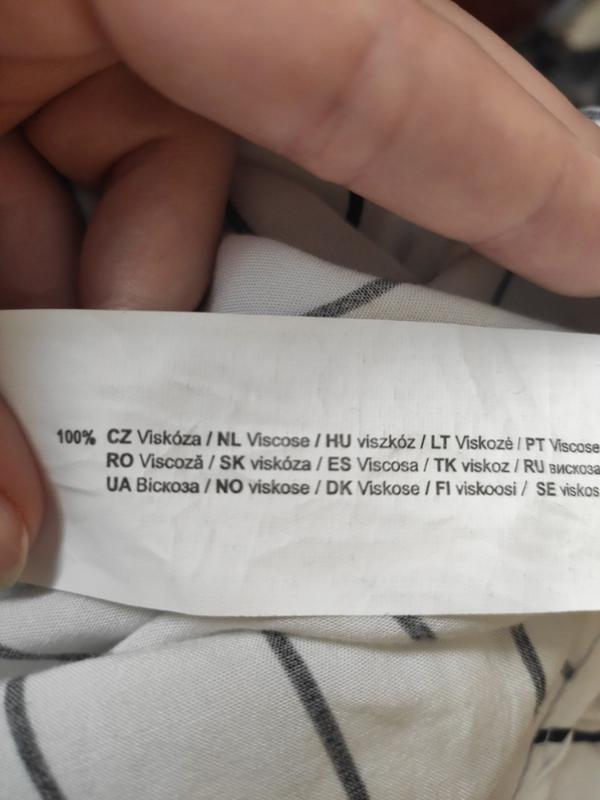 100% CZ Viskóza / NL Viscose / HU viszkóz / LT Viskozė / PT Viscose
RO Viscoză / SK viskóza / ES Viscosa / TK viskoz / RU вискоза
UA Віскоза / NO viskose / DK Viskose / FI viskoosi / SE viskos